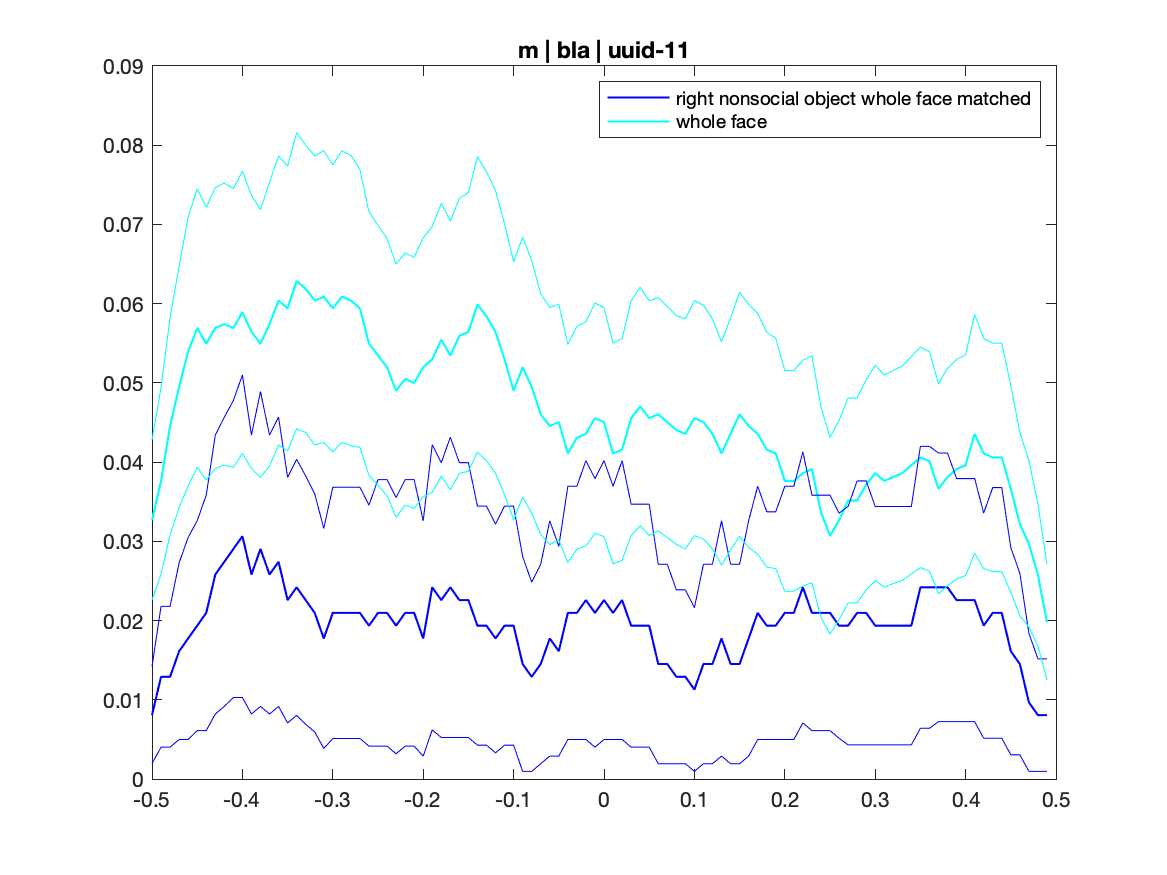 m | bla | uuid-11
0.09
right nonsocial object whole face matched
whole face
0.08
0.07
0.06
0.05
0.04
0.03
0.02
0.01
0
-0.5 -0.4 -0.3 -0.2 -0.1 0 0.1 0.2 0.3 0.4 0.5